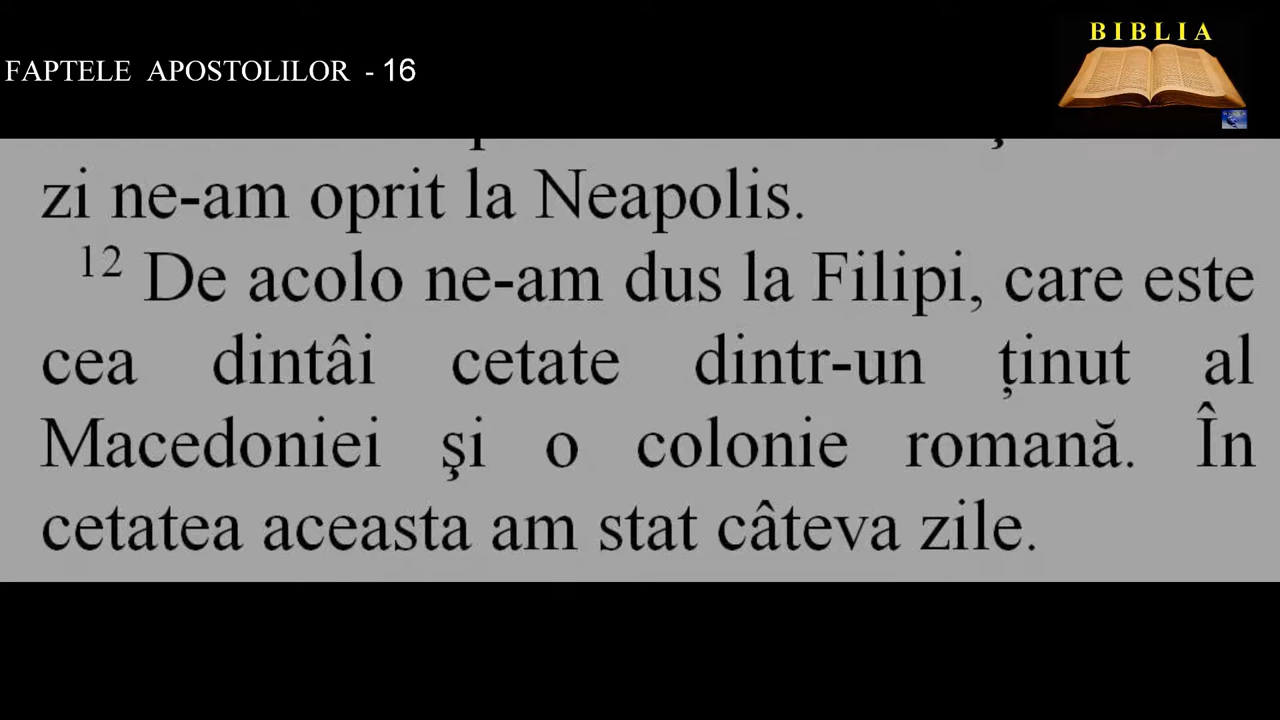 BIBLIA
FAPTELE APOSTOLILOR - 16
zi ne-am oprit la Neapolis.
12 De acolo ne-am dus la Filipi, care este
cea dintâi cetate dintr-un ținut al
Macedoniei şi o colonie romană. În
cetatea aceasta am stat câteva zile.